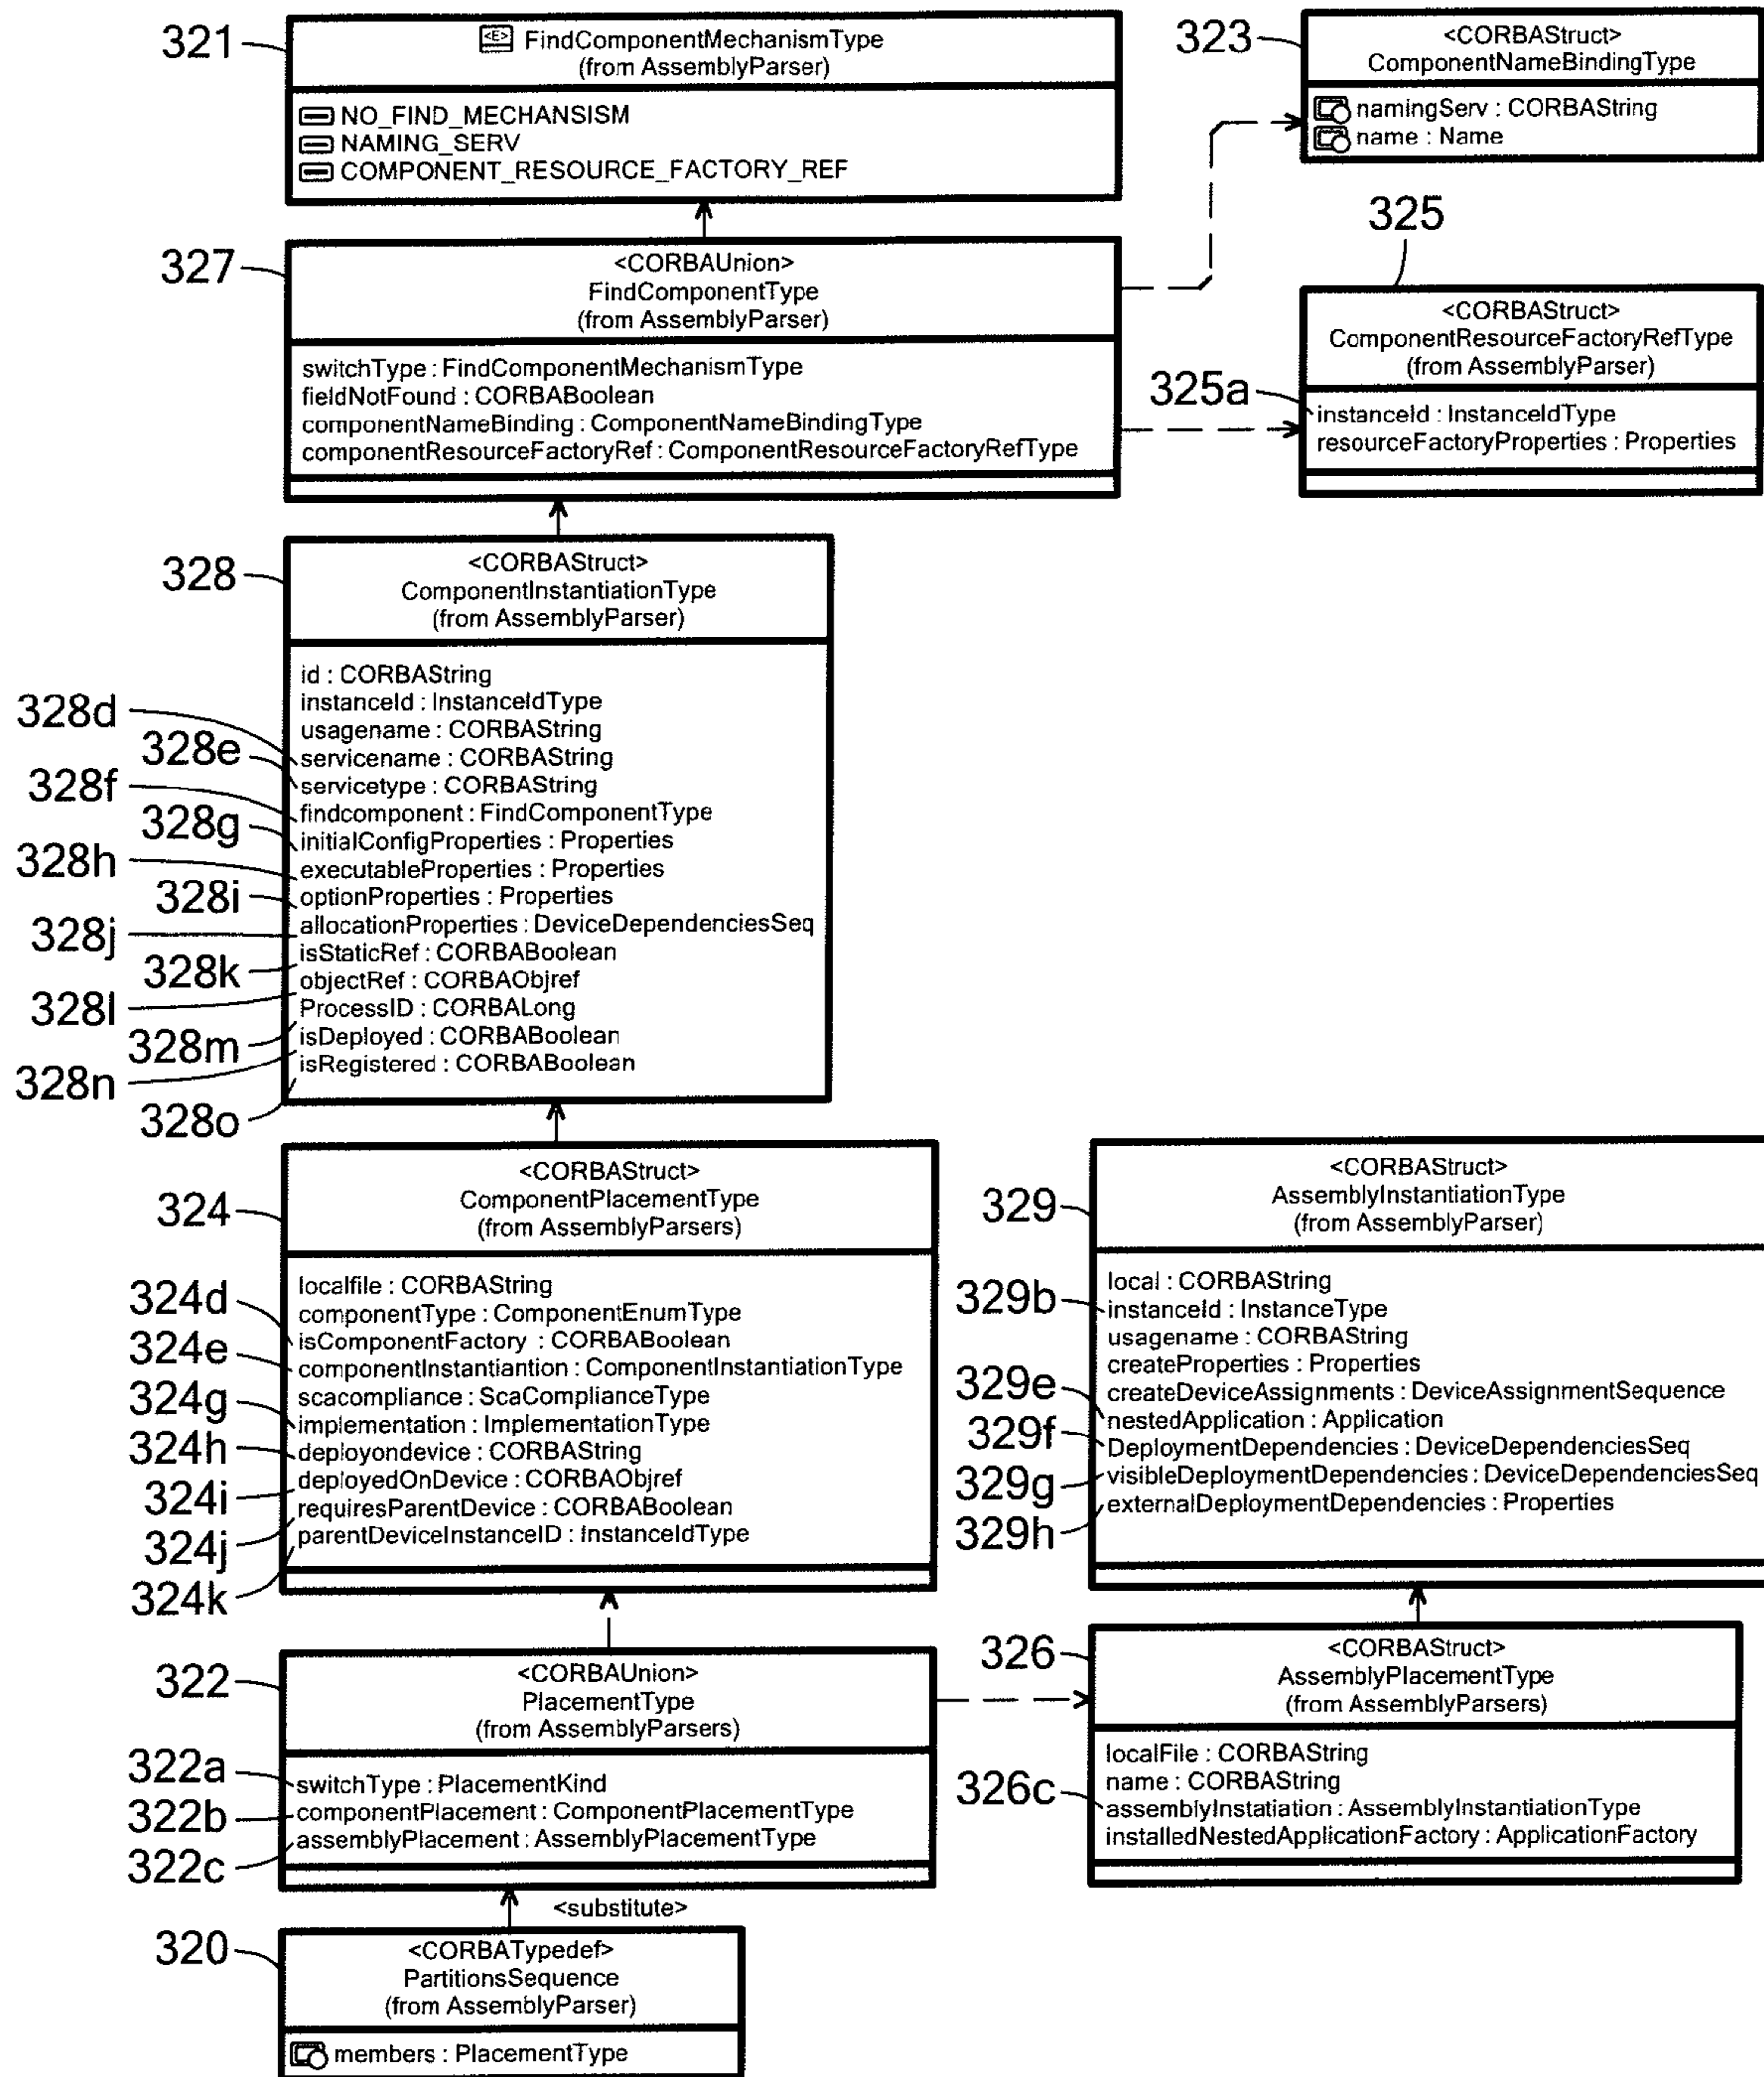 321
<E> FindComponentMechanismType
(from AssemblyParser)
NO_FIND_MECHANSISM
NAMING_SERV
COMPONENT_RESOURCE_FACTORY_REF
323
<CORBAStruct>
ComponentNameBindingType
namingServ : CORBAString
name : Name
327
<CORBAUnion>
FindComponentType
(from AssemblyParser)
switchType : FindComponentMechanismType
fieldNotFound : CORBABoolean
componentNameBinding : ComponentNameBindingType
componentResourceFactoryRef : ComponentResourceFactoryRefType
325
<CORBAStruct>
ComponentResourceFactoryRefType
(from AssemblyParser)
325a
instanceId : InstanceIdType
resourceFactoryProperties : Properties
328
<CORBAStruct>
ComponentInstantiationType
(from AssemblyParser)
id : CORBAString
instanceId : InstanceIdType
usagename : CORBAString
328d
servicename : CORBAString
328e
servicetype : CORBAString
328f
findcomponent : FindComponentType
328g
initialConfigProperties : Properties
328h
executableProperties : Properties
328i
optionProperties : Properties
328j
allocationProperties : DeviceDependenciesSeq
328k
isStaticRef : CORBABoolean
328l
objectRef : CORBAObjref
328m
ProcessID : CORBALong
328n
isDeployed : CORBABoolean
328o
isRegistered : CORBABoolean
324
<CORBAStruct>
ComponentPlacementType
(from AssemblyParsers)
localfile : CORBAString
componentType : ComponentEnumType
324d
isComponentFactory : CORBABoolean
324e
componentInstantiantion : ComponentInstantiationType
scacompliance : ScaComplianceType
324g
implementation : ImplementationType
324h
deployondevice : CORBAString
324i
deployedOnDevice : CORBAObjref
324j
requiresParentDevice : CORBABoolean
324k
parentDeviceInstanceID : InstanceIdType
329
<CORBAStruct>
AssemblyInstantiationType
(from AssemblyParser)
local : CORBAString
329b
instanceId : InstanceType
usagename : CORBAString
createProperties : Properties
createDeviceAssignments : DeviceAssignmentSequence
329e
nestedApplication : Application
329f
DeploymentDependencies : DeviceDependenciesSeq
329g
visibleDeploymentDependencies : DeviceDependenciesSeq
329h
externalDeploymentDependencies : Properties
322
<CORBAUnion>
PlacementType
(from AssemblyParsers)
322a
switchType : PlacementKind
322b
componentPlacement : ComponentPlacementType
322c
assemblyPlacement : AssemblyPlacementType
326
<CORBAStruct>
AssemblyPlacementType
(from AssemblyParsers)
localFile : CORBAString
name : CORBAString
326c
assemblyInstatiation : AssemblyInstantiationType
installedNestedApplicationFactory : ApplicationFactory
<substitute>
320
<CORBATypedef>
PartitionsSequence
(from AssemblyParser)
members : PlacementType